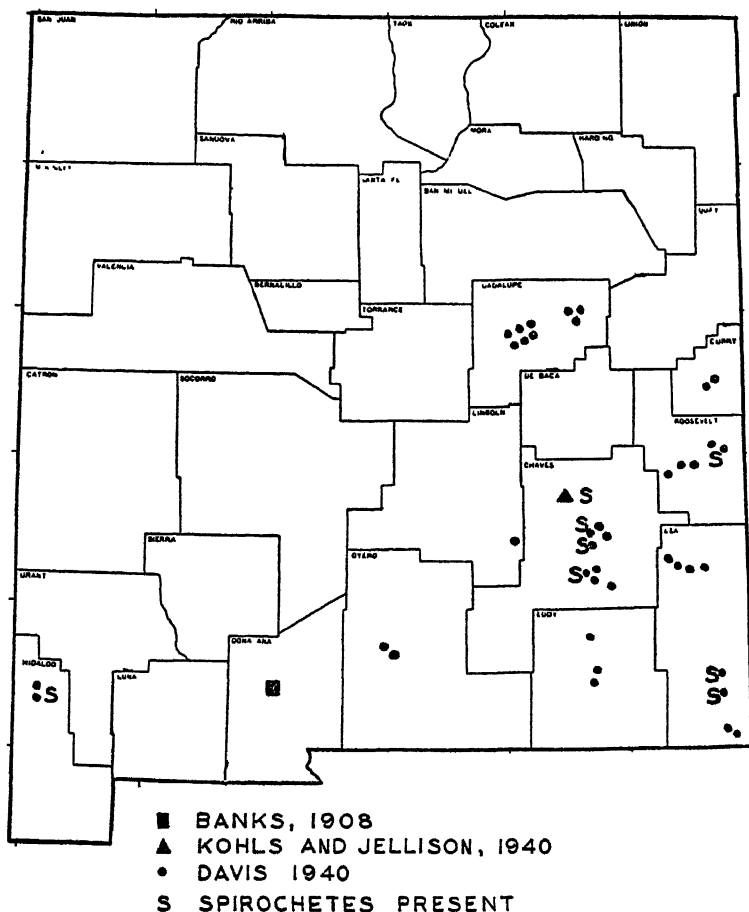 SAN JUAN
RIO ARRIBA
TAOS
COLFAX
UNION
MORA
HARDING
SANDOVA
SANTA FE
SAN MIGUEL
QUAY
VALENCIA
BERNALILLO
TORRANCE
GADALUPE
CURRY
CATRON
SOCORRO
DE BACA
LINCOLN
ROOSEVELT
S
CHAVES
S
S
S
S
SIERRA
OTERO
LEA
GRANT
EDDY
DONA ANA
HIDALGO
S
LUNA
S
S
BANKS, 1908
KOHLS AND JELLISON, 1940
DAVIS 1940
S SPIROCHETES PRESENT